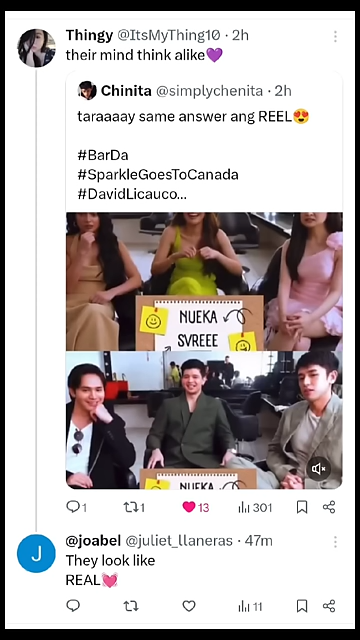 Thingy @ItsMyThing10 · 2h
their mind think alike💜
Chinita @simplychenita · 2h
taraaaay same answer ang REEL😍
#BarDa
#SparkleGoesToCanada
#DavidLicauco...
NUEKA
SVREEE
NUEKA
1 1 13 301
J
@joabel @juliet_llaneras · 47m
They look like
REAL💓
11